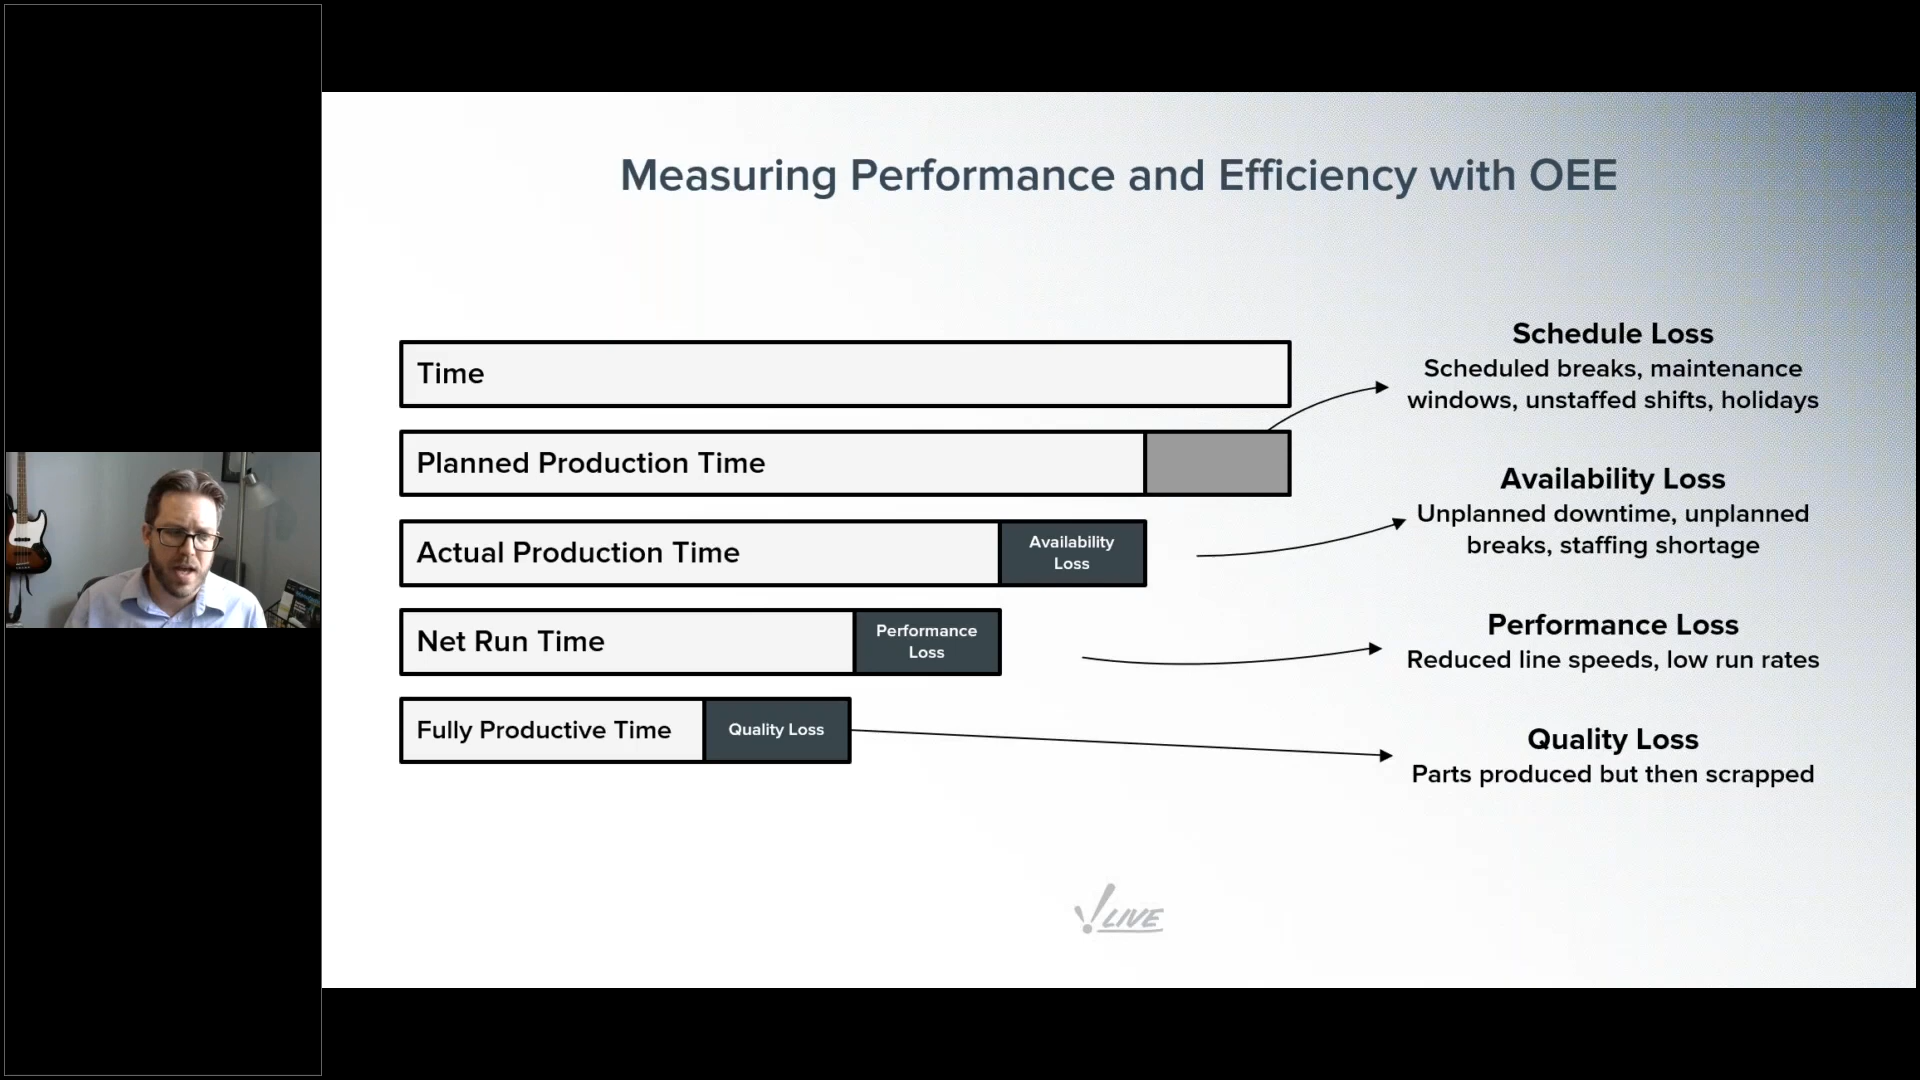 Measuring Performance and Efficiency with OEE
Time
Planned Production Time
Actual Production Time
Availability
Loss
Net Run Time
Performance
Loss
Fully Productive Time
Quality Loss
Schedule Loss
Scheduled breaks, maintenance
windows, unstaffed shifts, holidays
Availability Loss
Unplanned downtime, unplanned
breaks, staffing shortage
Performance Loss
Reduced line speeds, low run rates
Quality Loss
Parts produced but then scrapped
LIVE